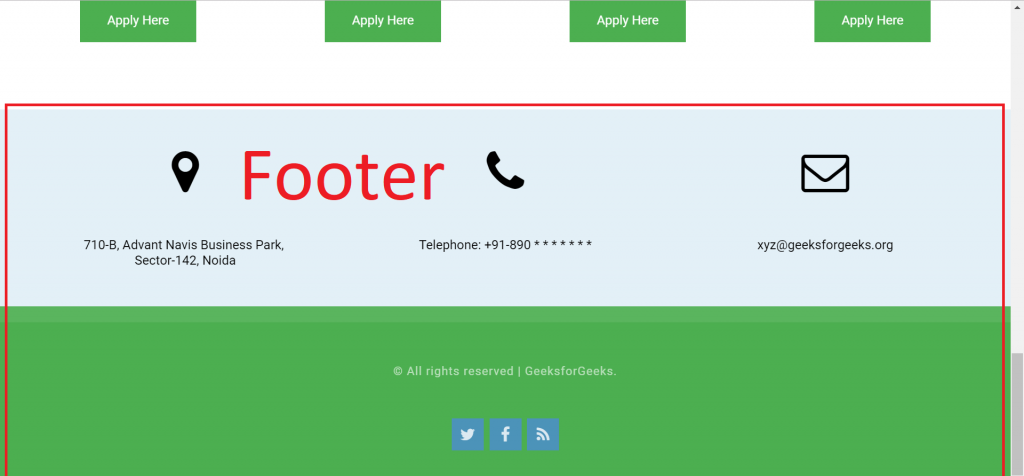 Apply Here
Apply Here
Apply Here
Apply Here
Footer
710-B, Advant Navis Business Park,
Sector-142, Noida
Telephone: +91-890 * * * * * * *
xyz@geeksforgeeks.org
© All rights reserved | GeeksforGeeks.